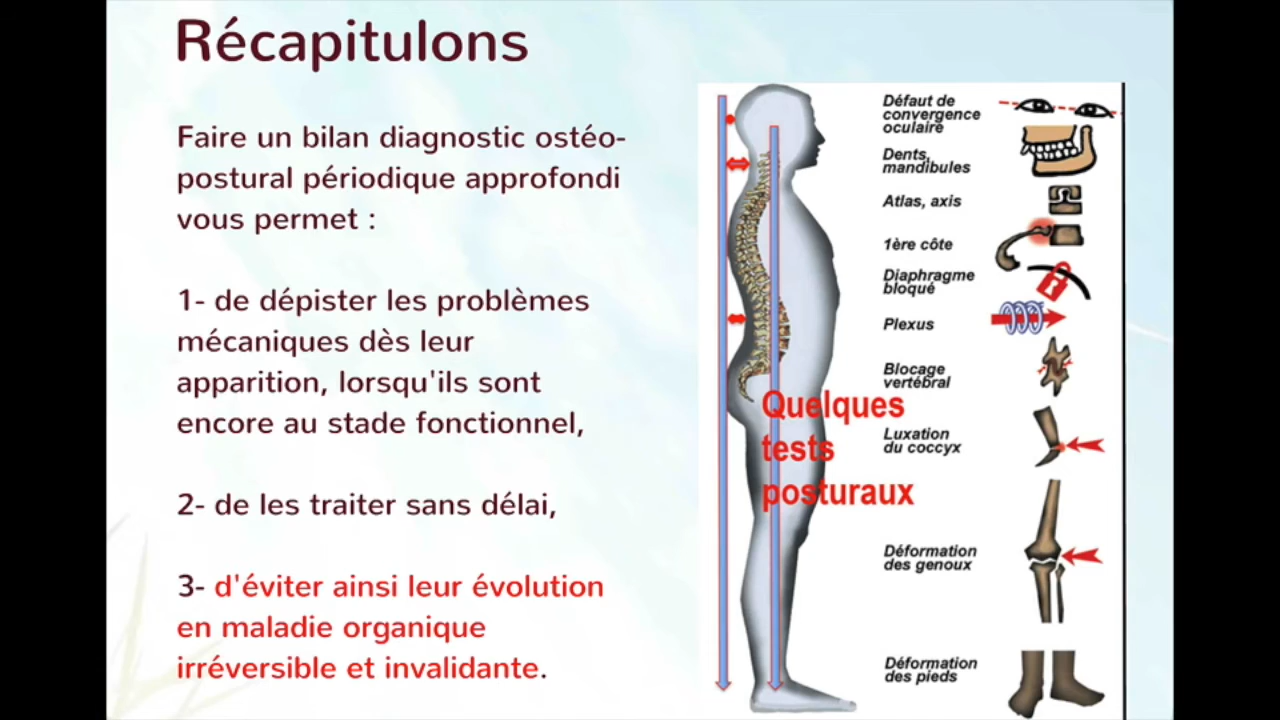 Récapitulons
Faire un bilan diagnostic ostéo-
postural périodique approfondi
vous permet :
1- de dépister les problèmes
mécaniques dès leur
apparition, lorsqu'ils sont
encore au stade fonctionnel,
2- de les traiter sans délai,
3- d'éviter ainsi leur évolution
en maladie organique
irréversible et invalidante.
Défaut de
convergence
oculaire
Dents,
mandibules
Atlas, axis
1ère côte
Diaphragme
bloqué
Plexus
Blocage
vertébral
Quelques
tests
posturaux
Luxation
du coccyx
Déformation
des genoux
Déformation
des pieds